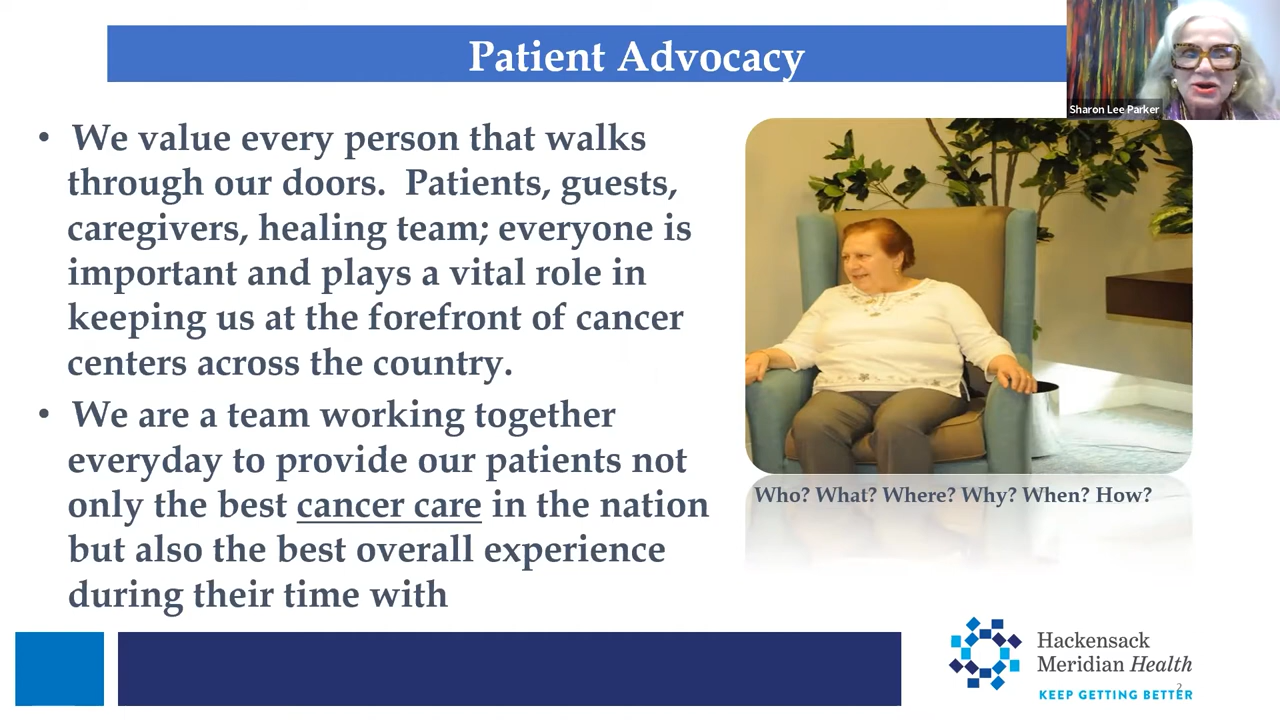 Patient Advocacy
Sharon Lee Parker
• We value every person that walks
through our doors.  Patients, guests,
caregivers, healing team; everyone is
important and plays a vital role in
keeping us at the forefront of cancer
centers across the country.
• We are a team working together
everyday to provide our patients not
only the best cancer care in the nation
but also the best overall experience
during their time with
Who? What? Where? Why? When? How?
Hackensack
Meridian Health
2
KEEP GETTING BETTER